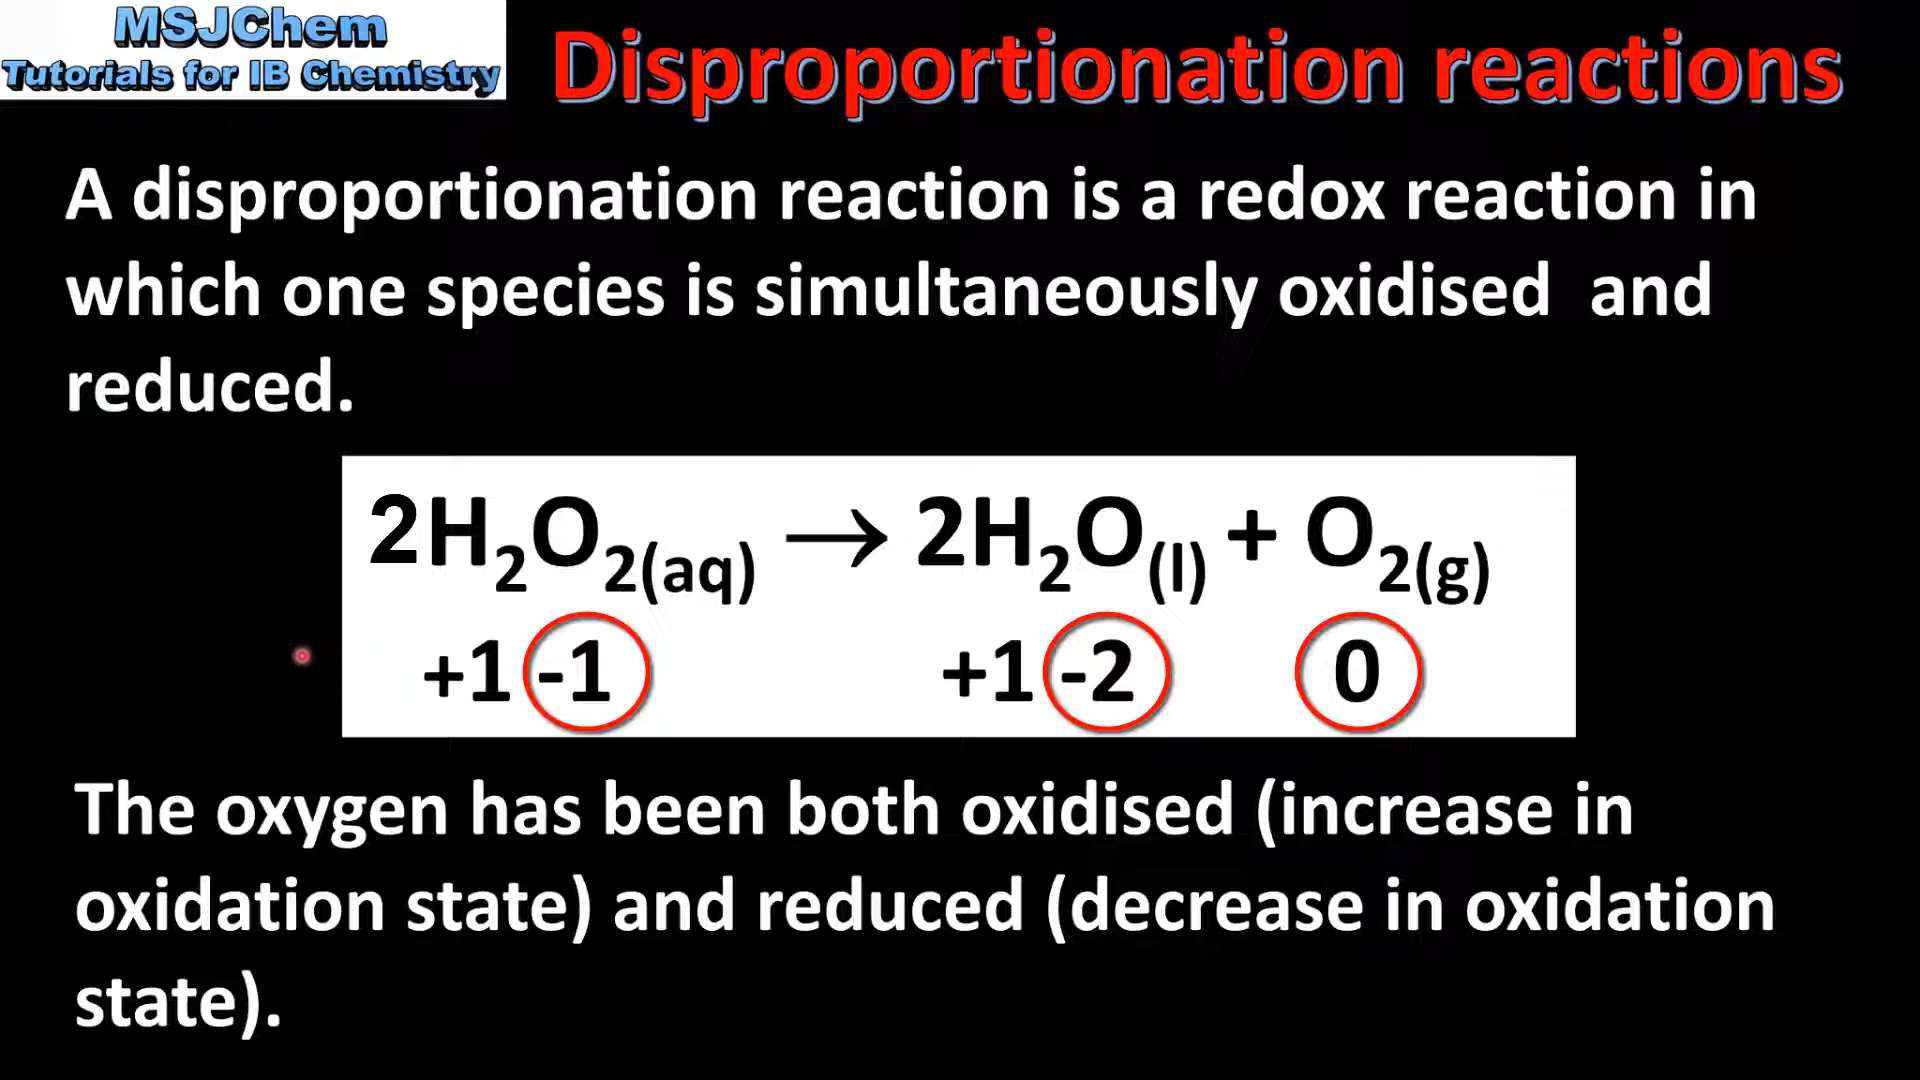 MSJChem
Tutorials for IB Chemistry
Disproportionation reactions
A disproportionation reaction is a redox reaction in
which one species is simultaneously oxidised  and
reduced.
2H₂O₂(aq) → 2H₂O(l) + O₂(g)
+1 -1 +1 -2 0
The oxygen has been both oxidised (increase in
oxidation state) and reduced (decrease in oxidation
state).